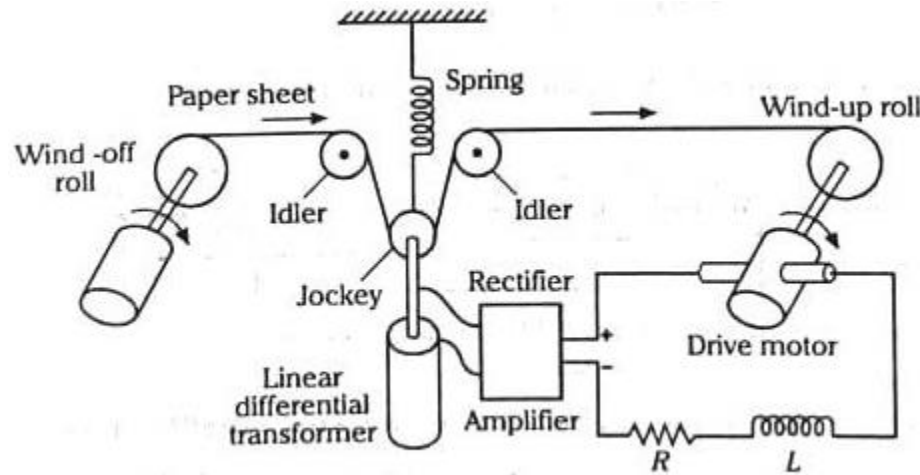 Spring
Paper sheet
Wind-up roll
Wind -off
roll
Idler
Idler
Jockey
Rectifier
+
−
Drive motor
Linear
differential
transformer
Amplifier
R
L